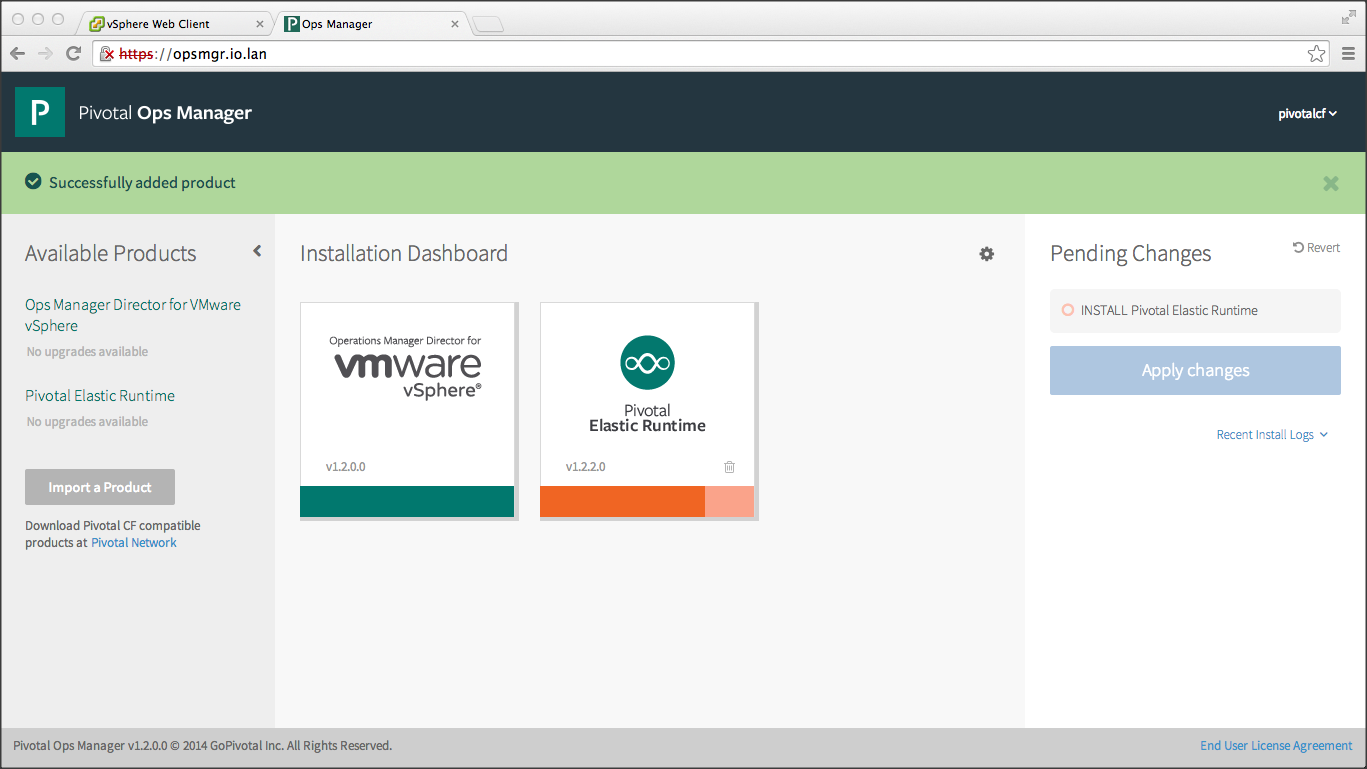 vSphere Web Client
Ops Manager
https://opsmgr.io.lan
P Pivotal Ops Manager
pivotalcf
Successfully added product
Available Products
Ops Manager Director for VMware
vSphere
No upgrades available
Pivotal Elastic Runtime
No upgrades available
Import a Product
Download Pivotal CF compatible
products at Pivotal Network
Installation Dashboard
Operations Manager Director for
vmware
vSphere®
v1.2.0.0
Pivotal
Elastic Runtime
v1.2.2.0
Pending Changes
Revert
INSTALL Pivotal Elastic Runtime
Apply changes
Recent Install Logs
Pivotal Ops Manager v1.2.0.0 © 2014 GoPivotal Inc. All Rights Reserved.
End User License Agreement